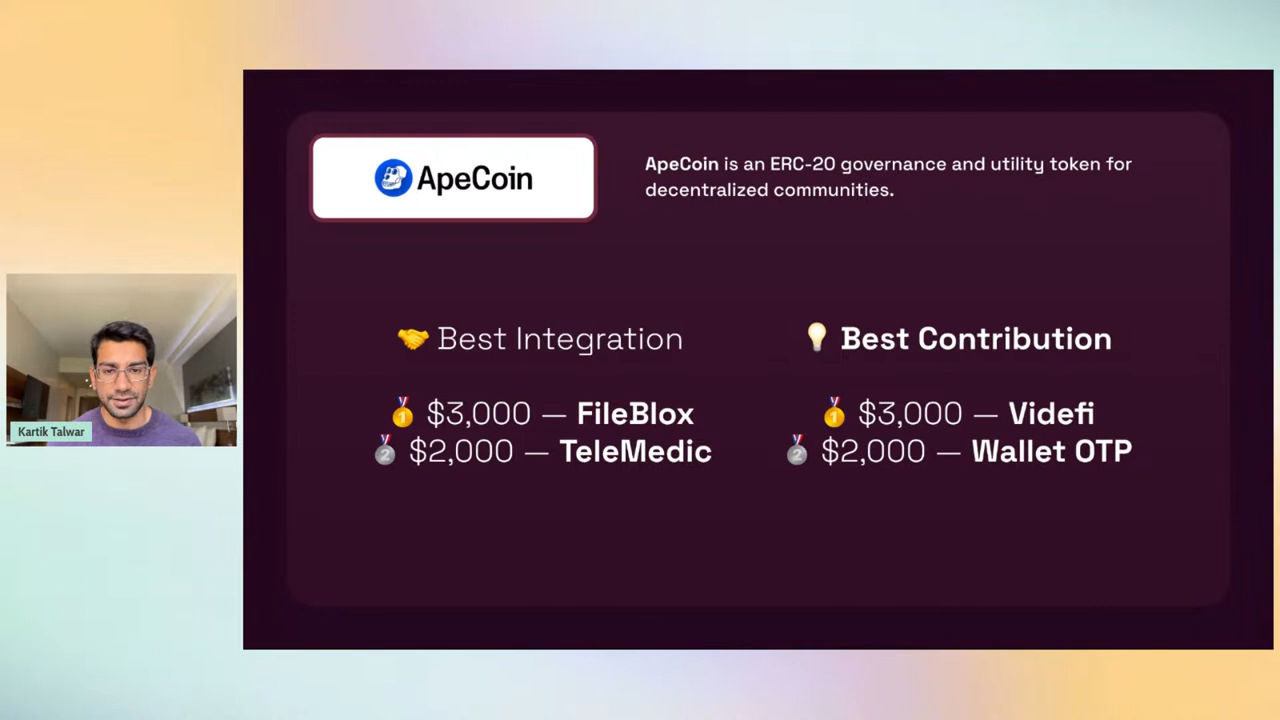 ApeCoin
ApeCoin is an ERC-20 governance and utility token for
decentralized communities.
🤝 Best Integration
🥇 $3,000 — FileBlox
🥈 $2,000 — TeleMedic
💡 Best Contribution
🥇 $3,000 — Videfi
🥈 $2,000 — Wallet OTP
Kartik Talwar